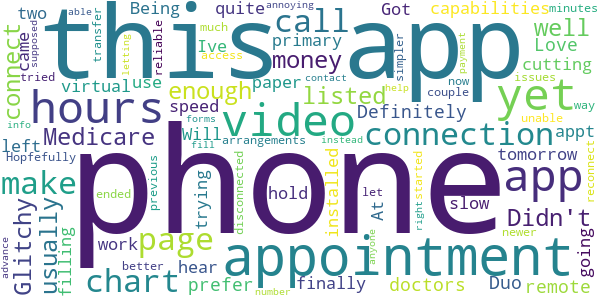 Being two quite call capabilities Got minutes
annoying
able much transfer came Ives primary well
this app
supposed letting access money simpler Love cutting
tried virtual use enough paper listed reliable payment issues
connect hours speed Definitely now yet
Medicare Will video couple way
info forms arrangements unable
left fill connection appt instead
Hopefully contact help tomorrow
phone
make trying installed app reconnect
Glitchy usually ended previous disconnected hold At let started slow right anyone Didn't
filling page work hear appointment newer going
chart better prefer finally doctors Duo remote
advance number